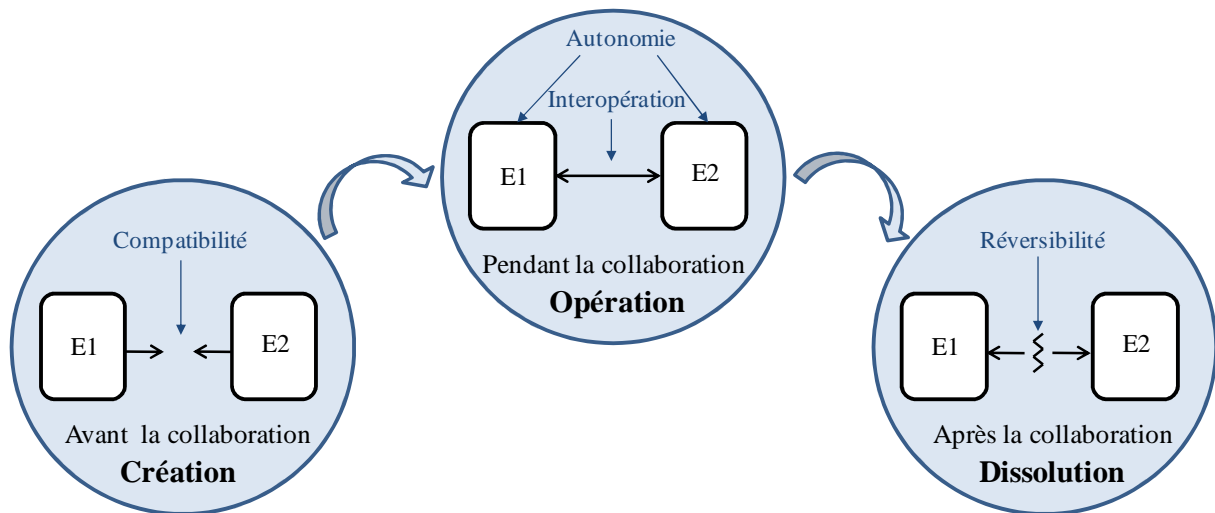 Compatibilité
E1
E2
Avant la collaboration
Création
Autonomie
Interopération
E1
E2
Pendant la collaboration
Opération
Réversibilité
E1
E2
Après la collaboration
Dissolution